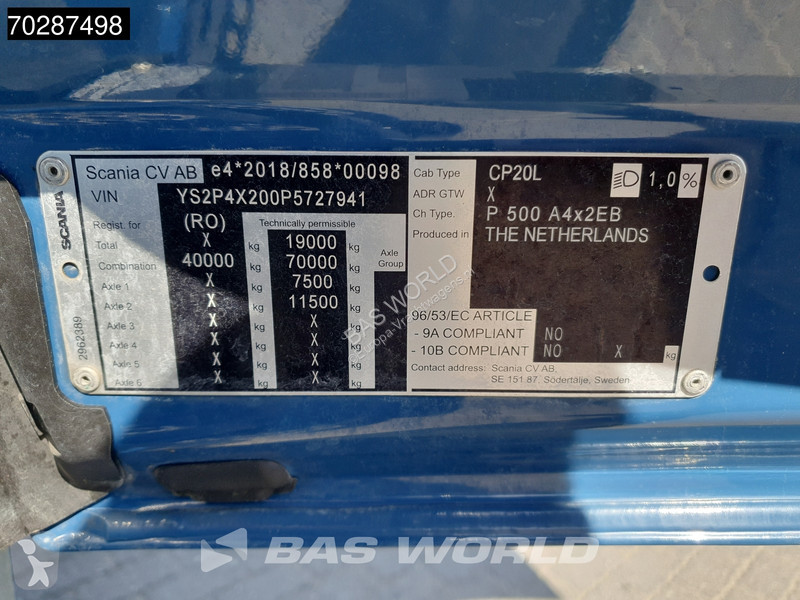 70287498
Scania CV AB e4*2018/858*00098
VIN YS2P4X200P5727941
Regist. for (RO) Technically permissible
Total X kg 19000 kg Axle Group
Combination 40000 kg 70000 kg
Axle 1 X kg 7500 kg
Axle 2 X kg 11500 kg
Axle 3 X kg X kg
Axle 4 X kg X kg
Axle 5 X kg X kg
Axle 6 X kg X kg
SCANIA
2962389
Cab Type CP20L 1,0%
ADR GTW X
Ch Type. P 500 A4x2EB
Produced in THE NETHERLANDS
96/53/EC ARTICLE
- 9A COMPLIANT NO
- 10B COMPLIANT NO X kg
Contact address: Scania CV AB,
SE 151 87, Södertälje, Sweden
BAS WORLD
BAS WORLD